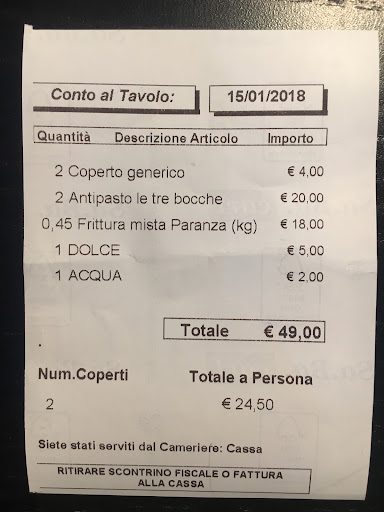 Conto al Tavolo: 15/01/2018
Quantità Descrizione Articolo Importo
2 Coperto generico € 4,00
2 Antipasto le tre bocche € 20,00
0,45 Frittura mista Paranza (kg) € 18,00
1 DOLCE € 5,00
1 ACQUA € 2,00
Totale € 49,00
Num.Coperti Totale a Persona
2 € 24,50
Siete stati serviti dal Cameriere: Cassa
RITIRARE SCONTRINO FISCALE O FATTURA
ALLA CASSA